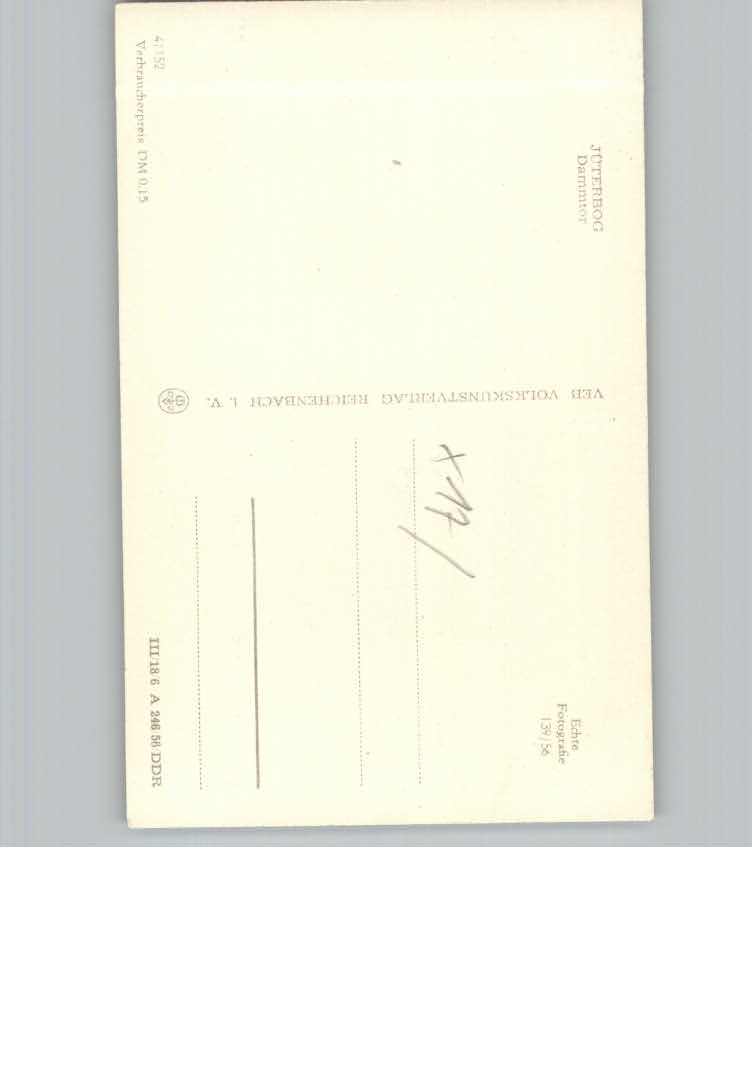 JÜTERBOG
Dammtor
41152
Verbraucherpreis DM 0.15
VEB VOLKSKUNSTVERLAG REICHENBACH i. V.
x 17/
Echte
Fotografie
139/56
III/18/6 A 246 56/DDR